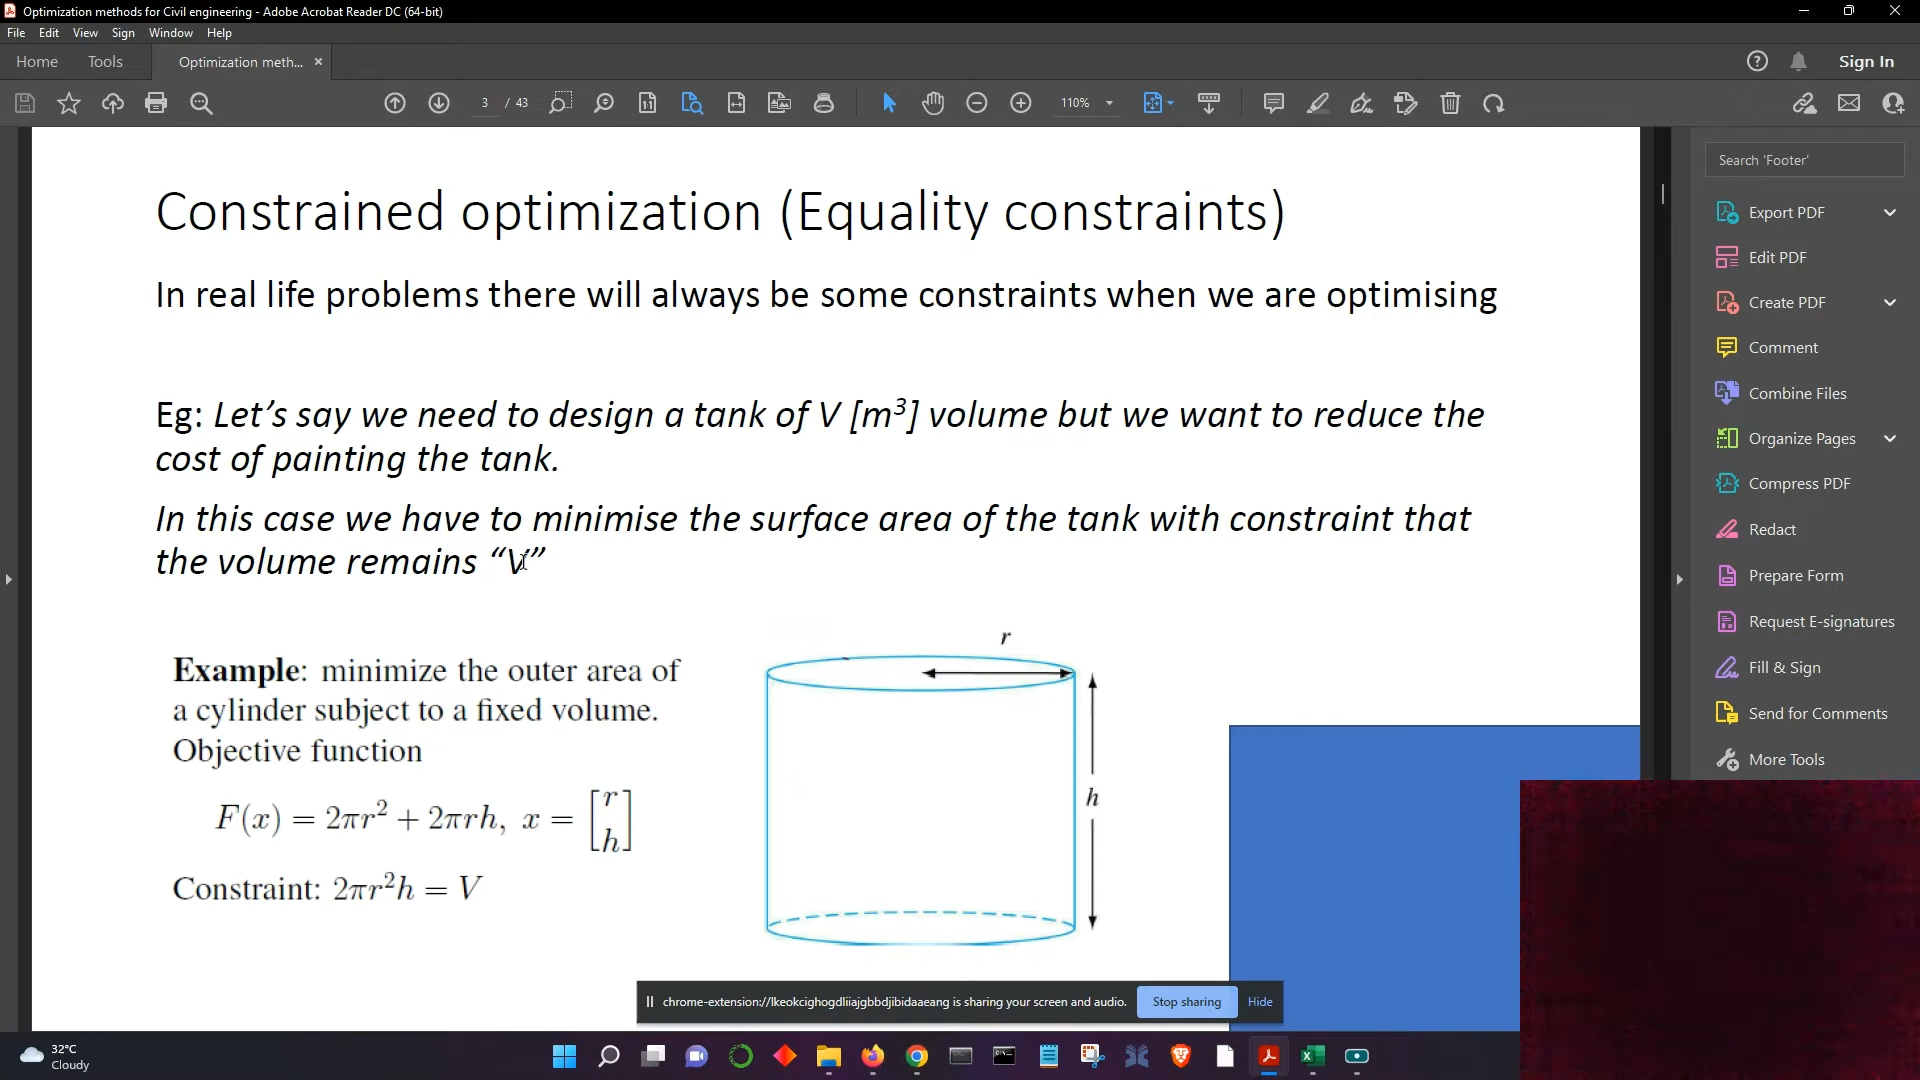 Optimization methods for Civil engineering - Adobe Acrobat Reader DC (64-bit)
File Edit View Sign Window Help
Home Tools Optimization meth... × Sign In
3 / 43 110%
Search 'Footer'
Constrained optimization (Equality constraints)
In real life problems there will always be some constraints when we are optimising
Eg: Let’s say we need to design a tank of V [m³] volume but we want to reduce the
cost of painting the tank.
In this case we have to minimise the surface area of the tank with constraint that
the volume remains “V”
Example: minimize the outer area of
a cylinder subject to a fixed volume.
Objective function
F(x) = 2πr² + 2πrh, x = [r h]
Constraint: 2πr²h = V
r
h
Export PDF
Edit PDF
Create PDF
Comment
Combine Files
Organize Pages
Compress PDF
Redact
Prepare Form
Request E-signatures
Fill & Sign
Send for Comments
More Tools
chrome-extension://lkeokcighogdliiajgbbdjibidaaeang is sharing your screen and audio. Stop sharing Hide
32°C
Cloudy